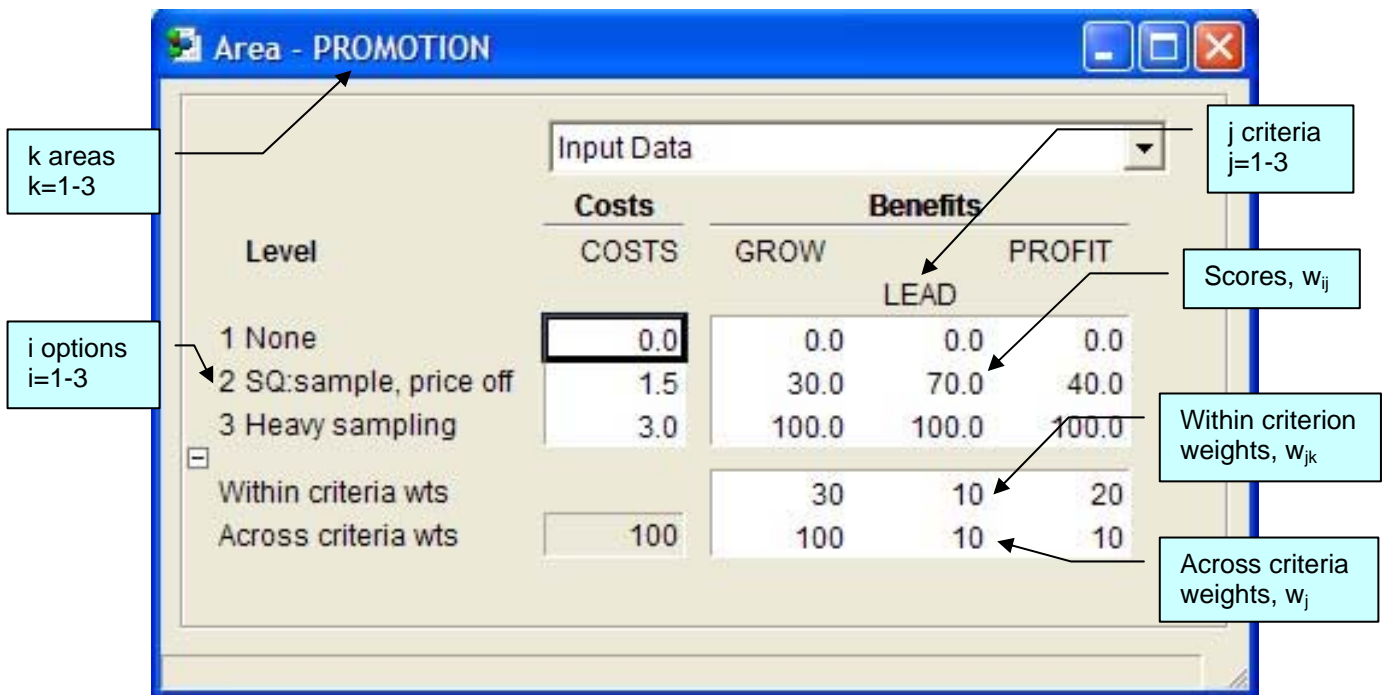 Area - PROMOTION
k areas
k=1-3
Input Data
j criteria
j=1-3
Costs Benefits
Level COSTS GROW PROFIT
LEAD
Scores, wij
i options
i=1-3
1 None 0.0 0.0 0.0 0.0
2 SQ:sample, price off 1.5 30.0 70.0 40.0
3 Heavy sampling 3.0 100.0 100.0 100.0
Within criterion
weights, wjk
Within criteria wts 30 10 20
Across criteria wts 100 100 10 10
Across criteria
weights, wj